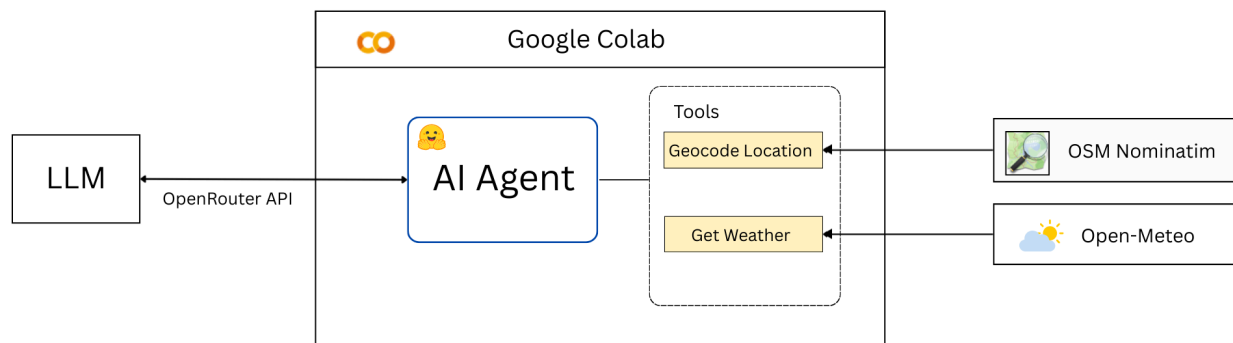 Google Colab
Tools
Geocode Location
OSM Nominatim
LLM
AI Agent
OpenRouter API
Get Weather
Open-Meteo